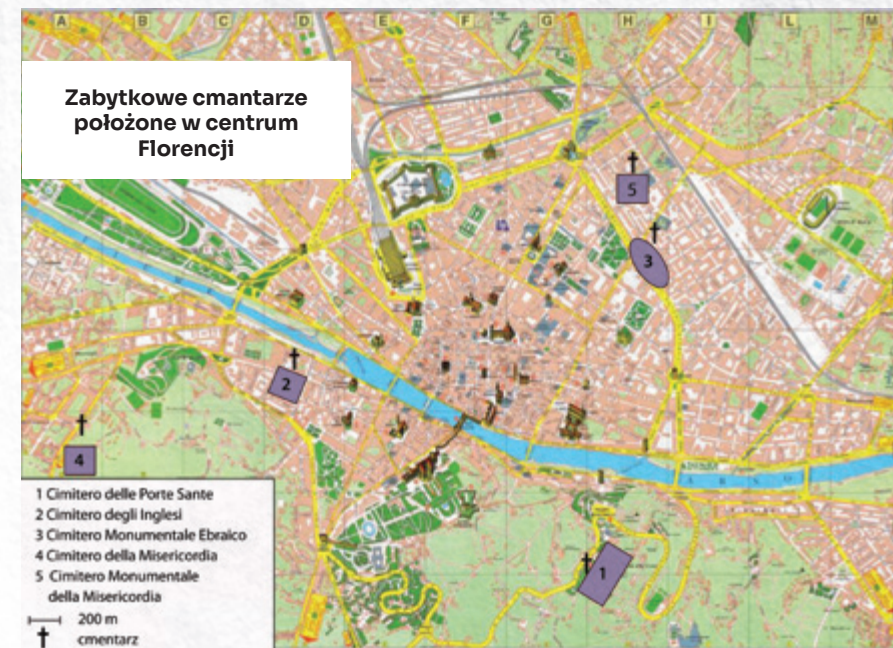 A B C D E F G H I L M
Zabytkowe cmantarze
położone w centrum
Florencji
5
3
2
4
1
A R N O
1 Cimitero delle Porte Sante
2 Cimitero degli Inglesi
3 Cimitero Monumentale Ebraico
4 Cimitero della Misericordia
5 Cimitero Monumentale
della Misericordia
200 m
cmentarz